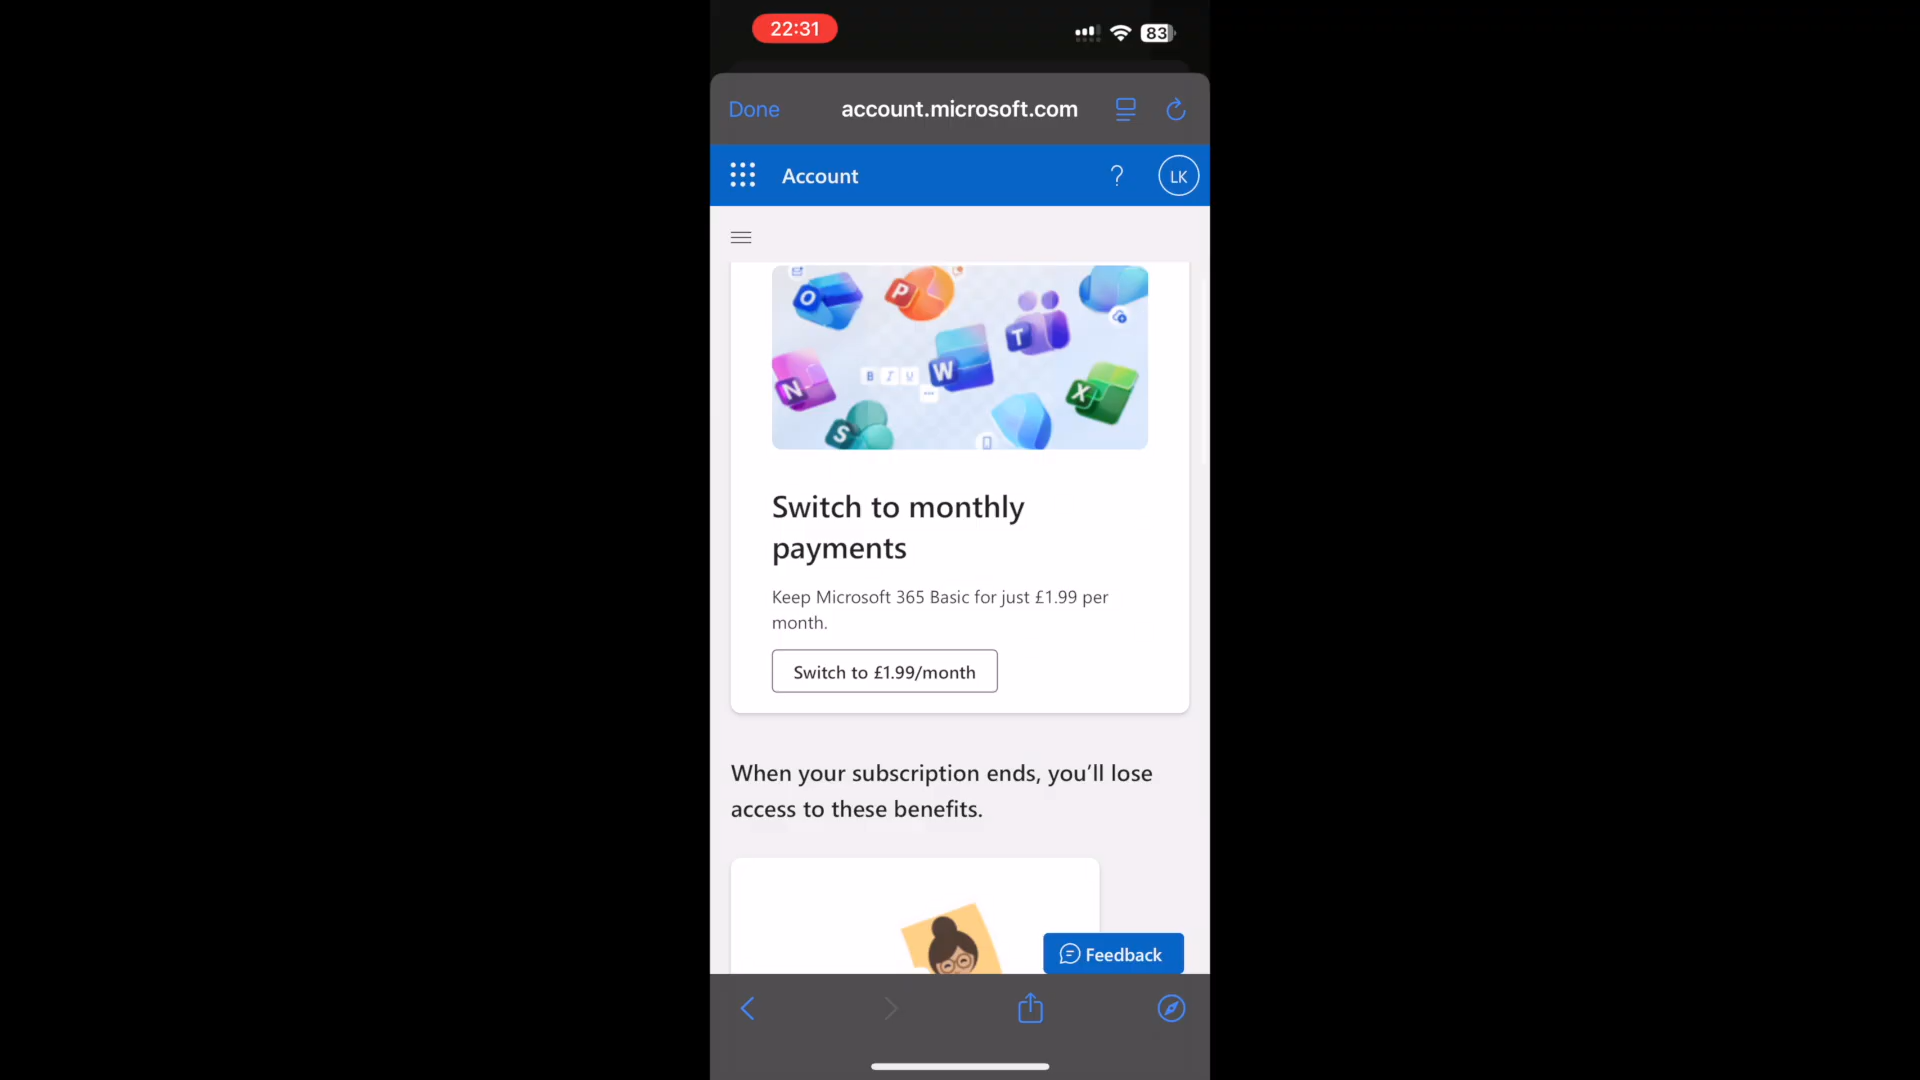 22:31
83
Done
account.microsoft.com
Account
?
LK
O
P
T
N
B I U
W
X
S
Switch to monthly
payments
Keep Microsoft 365 Basic for just £1.99 per
month.
Switch to £1.99/month
When your subscription ends, you’ll lose
access to these benefits.
Feedback